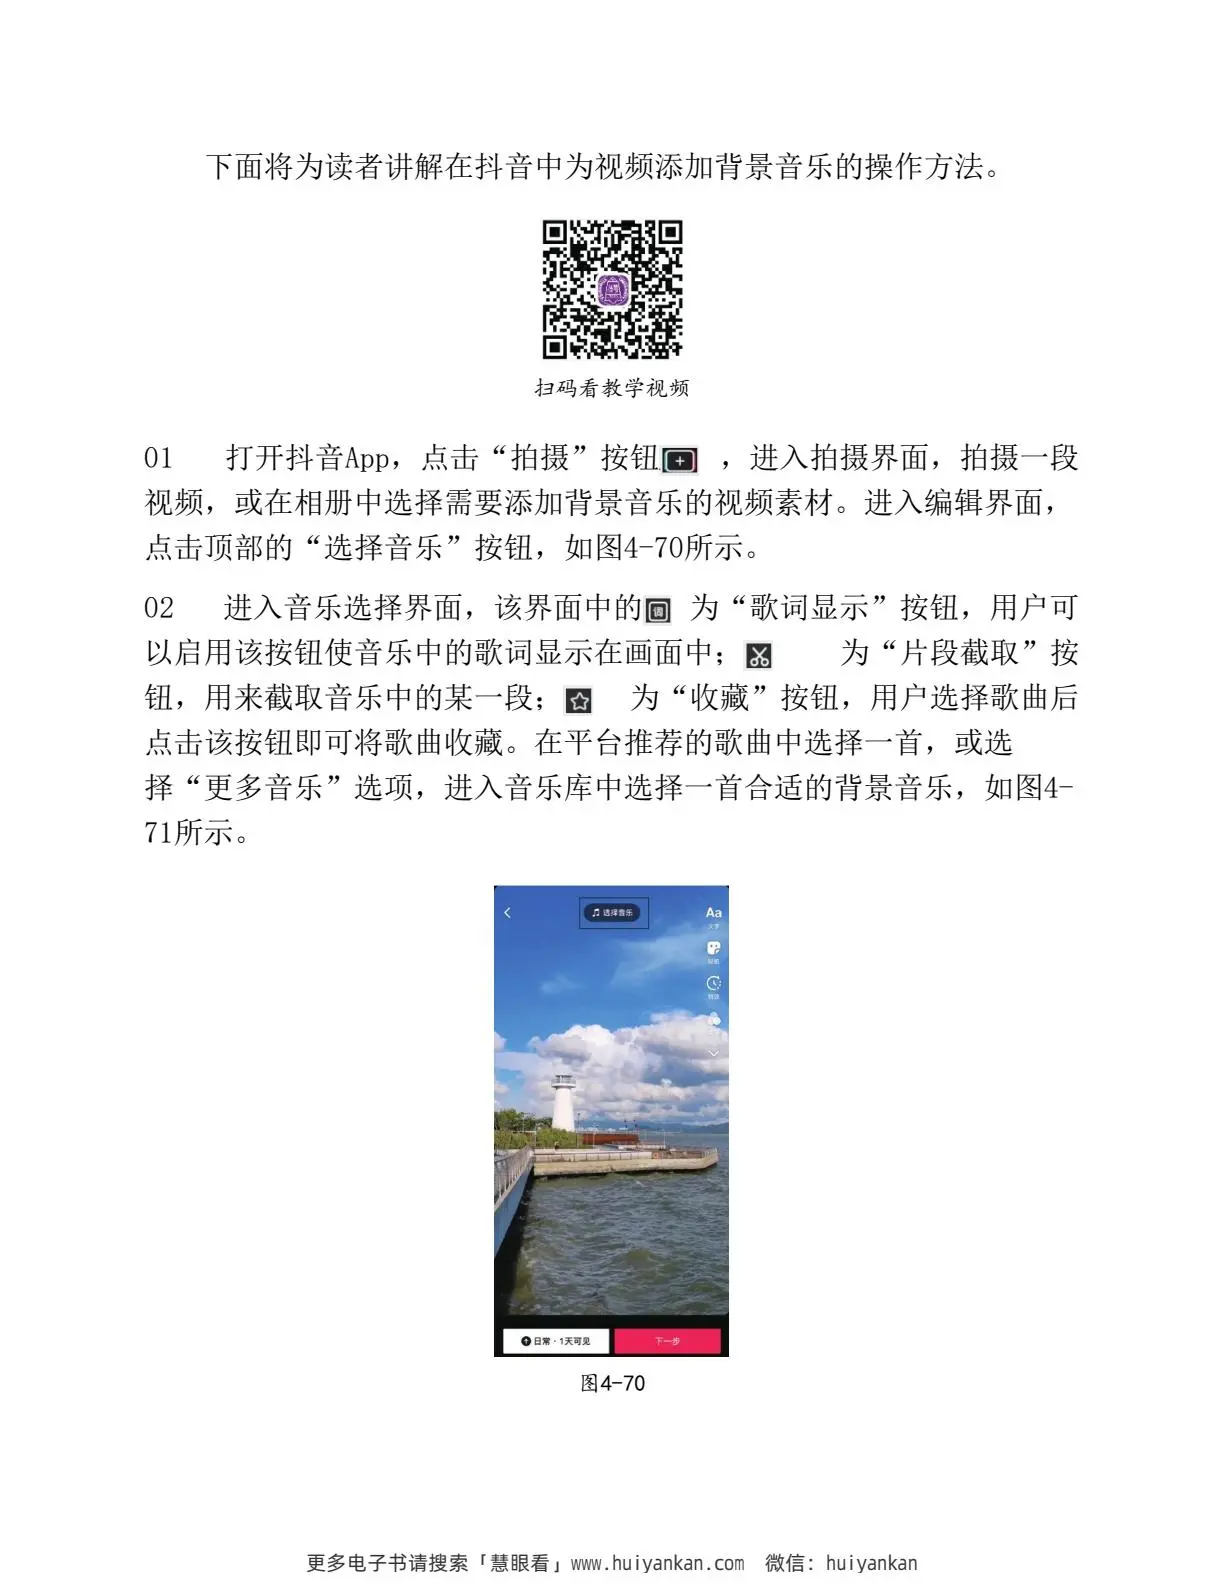 下面将为读者讲解在抖音中为视频添加背景音乐的操作方法。
扫码看教学视频
01 打开抖音App，点击“拍摄”按钮 ，进入拍摄界面，拍摄一段
视频，或在相册中选择需要添加背景音乐的视频素材。进入编辑界面，
点击顶部的“选择音乐”按钮，如图4-70所示。
02 进入音乐选择界面，该界面中的词 为“歌词显示”按钮，用户可
以启用该按钮使音乐中的歌词显示在画面中； 为“片段截取”按
钮，用来截取音乐中的某一段； 为“收藏”按钮，用户选择歌曲后
点击该按钮即可将歌曲收藏。在平台推荐的歌曲中选择一首，或选
择“更多音乐”选项，进入音乐库中选择一首合适的背景音乐，如图4-
71所示。
选择音乐
Aa
文字
贴纸
特效
日常·1天可见
下一步
图4-70
更多电子书请搜索「慧眼看」www.huiyankan.com 微信：huiyankan